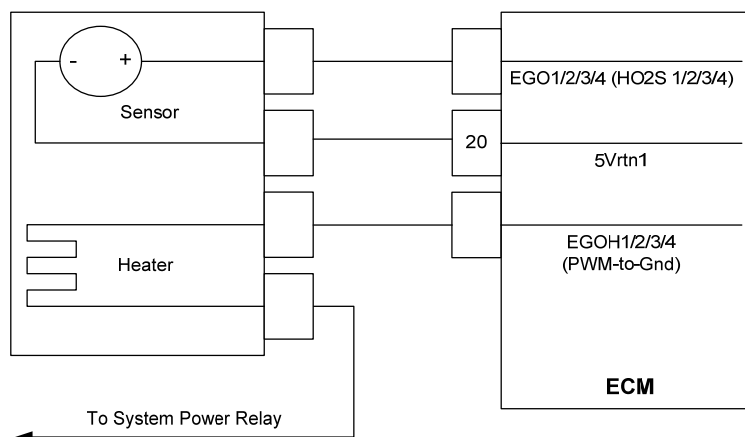 - +
EGO1/2/3/4 (HO2S 1/2/3/4)
Sensor
20
5Vrtn1
EGOH1/2/3/4
(PWM-to-Gnd)
Heater
ECM
To System Power Relay